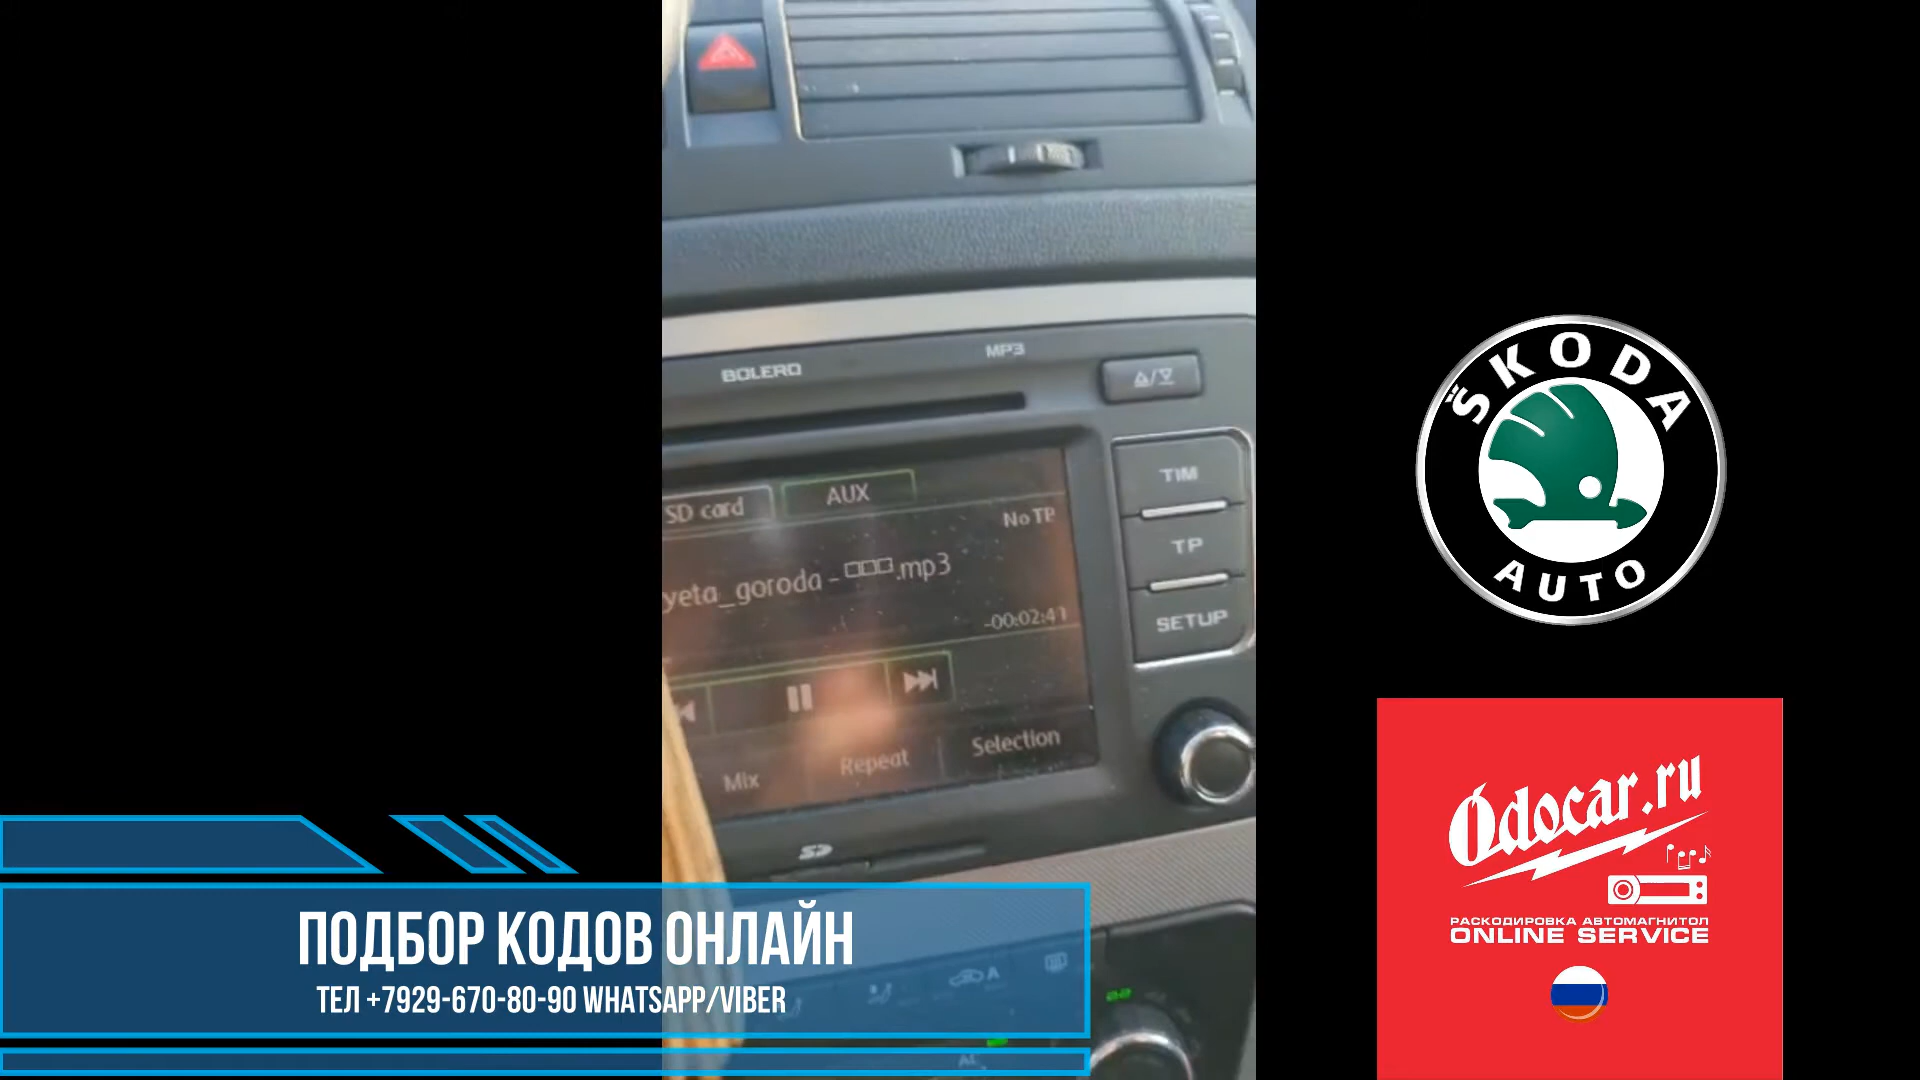 BOLERO
MP3
SD card
AUX
No TP
yeta_goroda - □□□.mp3
-00:02:41
Mix
Repeat
Selection
TIM
TP
SETUP
SD
A
AC
ŠKODA
AUTO
Odocar.ru
РАСКОДИРОВКА АВТОМАГНИТОЛ
ONLINE SERVICE
ПОДБОР КОДОВ ОНЛАЙН
ТЕЛ +7929-670-80-90 WHATSAPP/VIBER